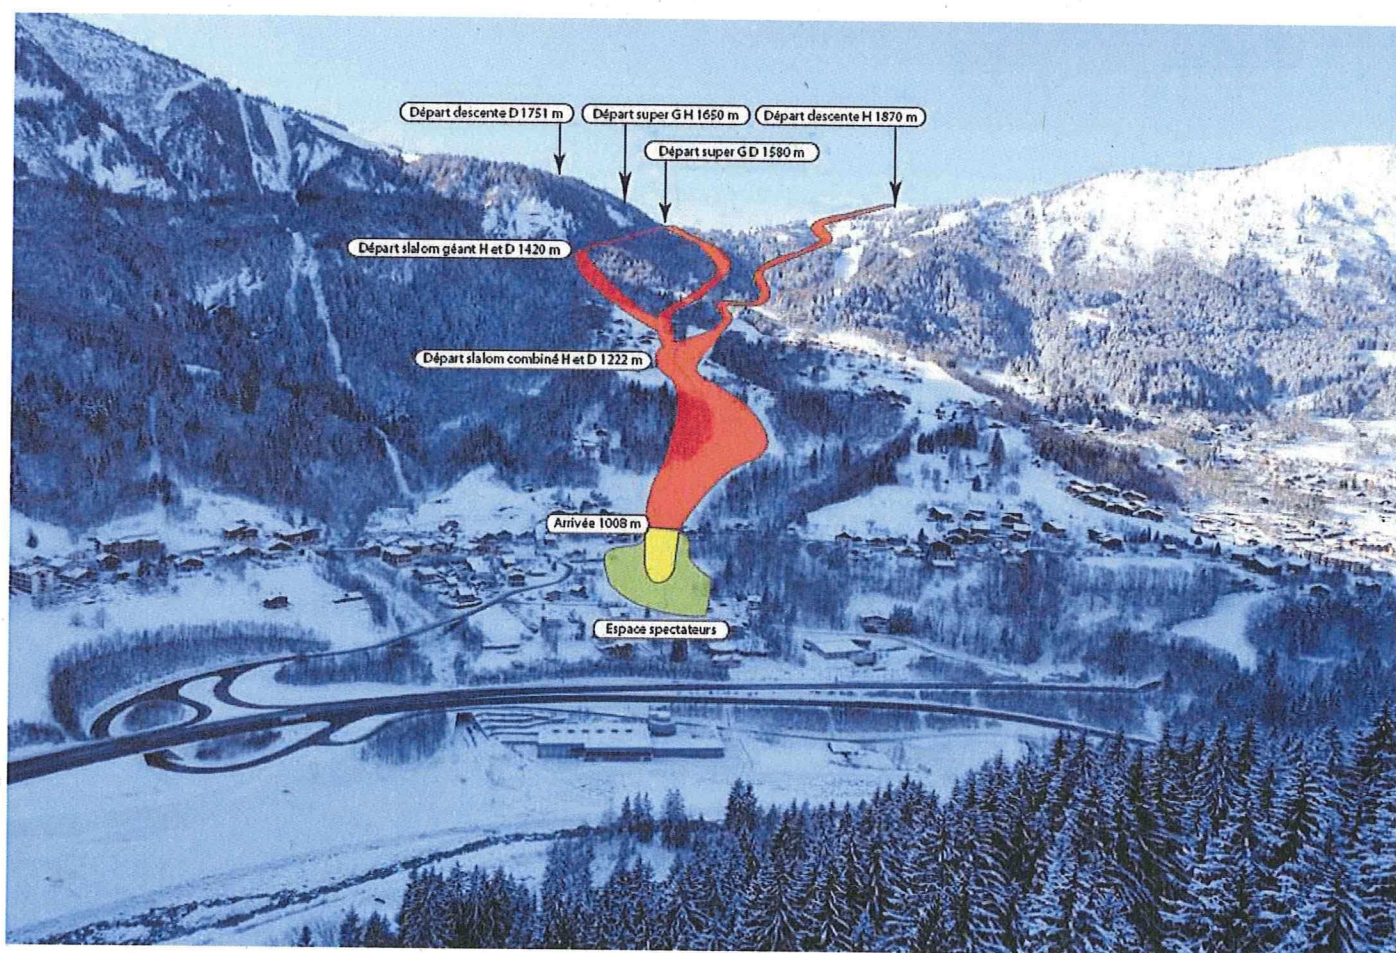 Départ descente D 1751 m
Départ super G H 1650 m
Départ descente H 1870 m
Départ super G D 1580 m
Départ slalom géant H et D 1420 m
Départ slalom combiné H et D 1222 m
Arrivée 1008 m
Espace spectateurs